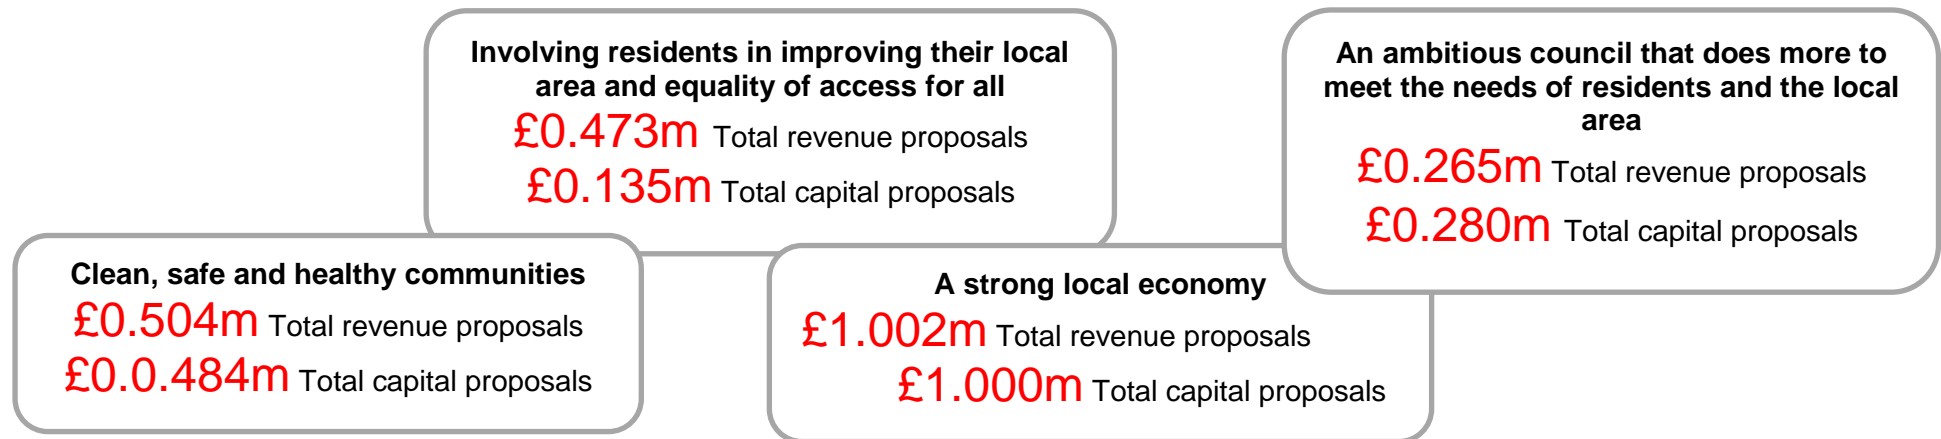 Involving residents in improving their local
area and equality of access for all
£0.473m Total revenue proposals
£0.135m Total capital proposals
An ambitious council that does more to
meet the needs of residents and the local
area
£0.265m Total revenue proposals
£0.280m Total capital proposals
Clean, safe and healthy communities
£0.504m Total revenue proposals
£0.0.484m Total capital proposals
A strong local economy
£1.002m Total revenue proposals
£1.000m Total capital proposals